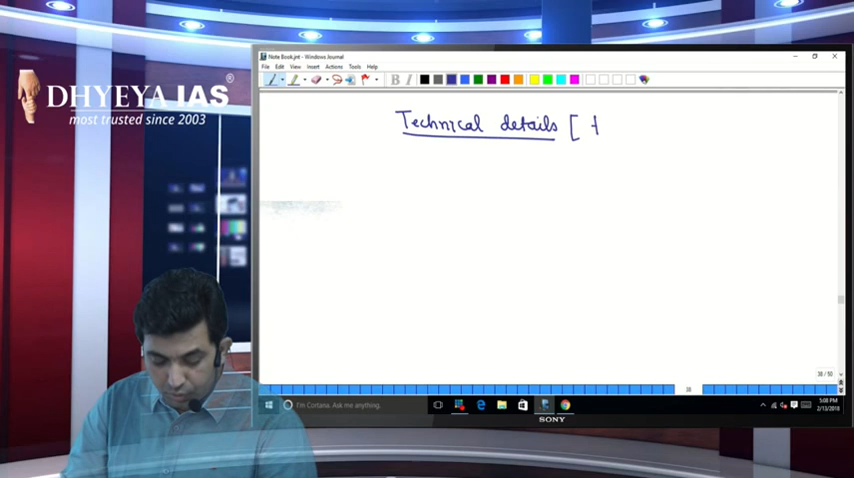 DHYEYA IAS®
most trusted since 2003
Note Book.jnt - Windows Journal
File Edit View Insert Actions Tools Help
B I
Technical details [ t
38 / 50
38
I'm Cortana. Ask me anything.
5:08 PM
2/13/2018
SONY